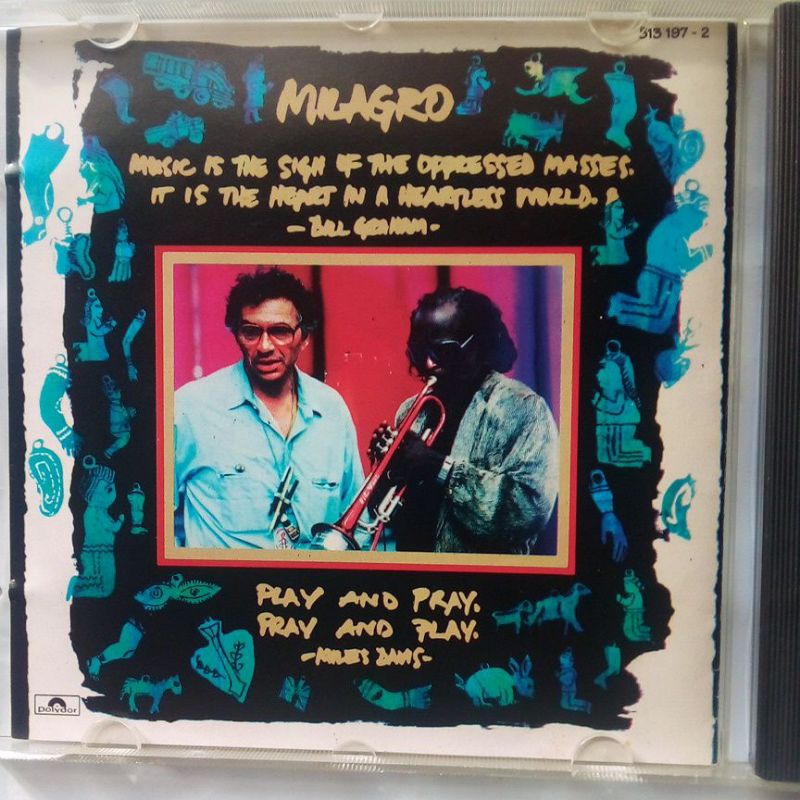 513 197 - 2
MILAGRO
MUSIC IS THE SIGH OF THE OPPRESSED MASSES.
IT IS THE HEART IN A HEARTLESS WORLD.
- BILL GRAHAM -
PLAY AND PRAY.
PRAY AND PLAY.
- MILES DAVIS -
Polydor